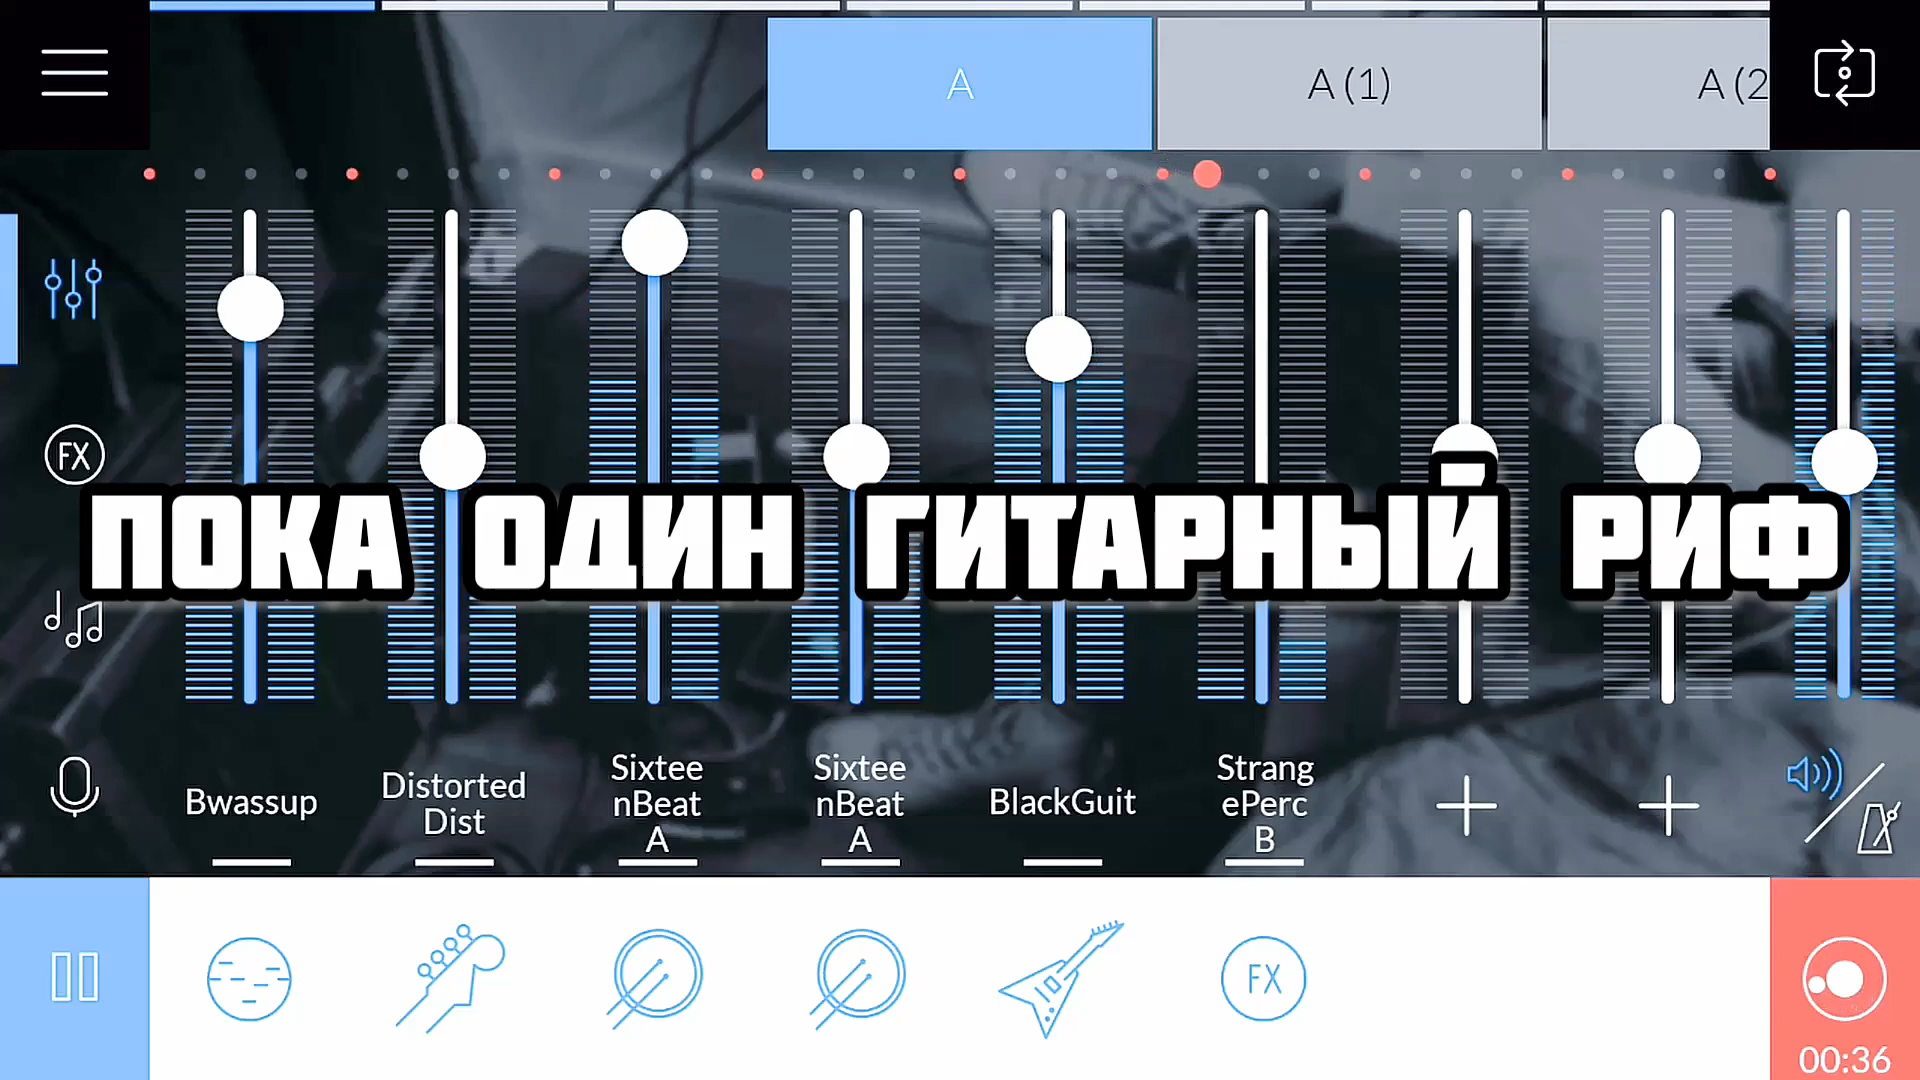 A
A (1)
A (2
FX
ПОКА ОДИН ГИТАРНЫЙ РИФ
Bwassup
Distorted
Dist
Sixtee
nBeat
A
Sixtee
nBeat
A
BlackGuit
Strang
ePerc
B
FX
00:36